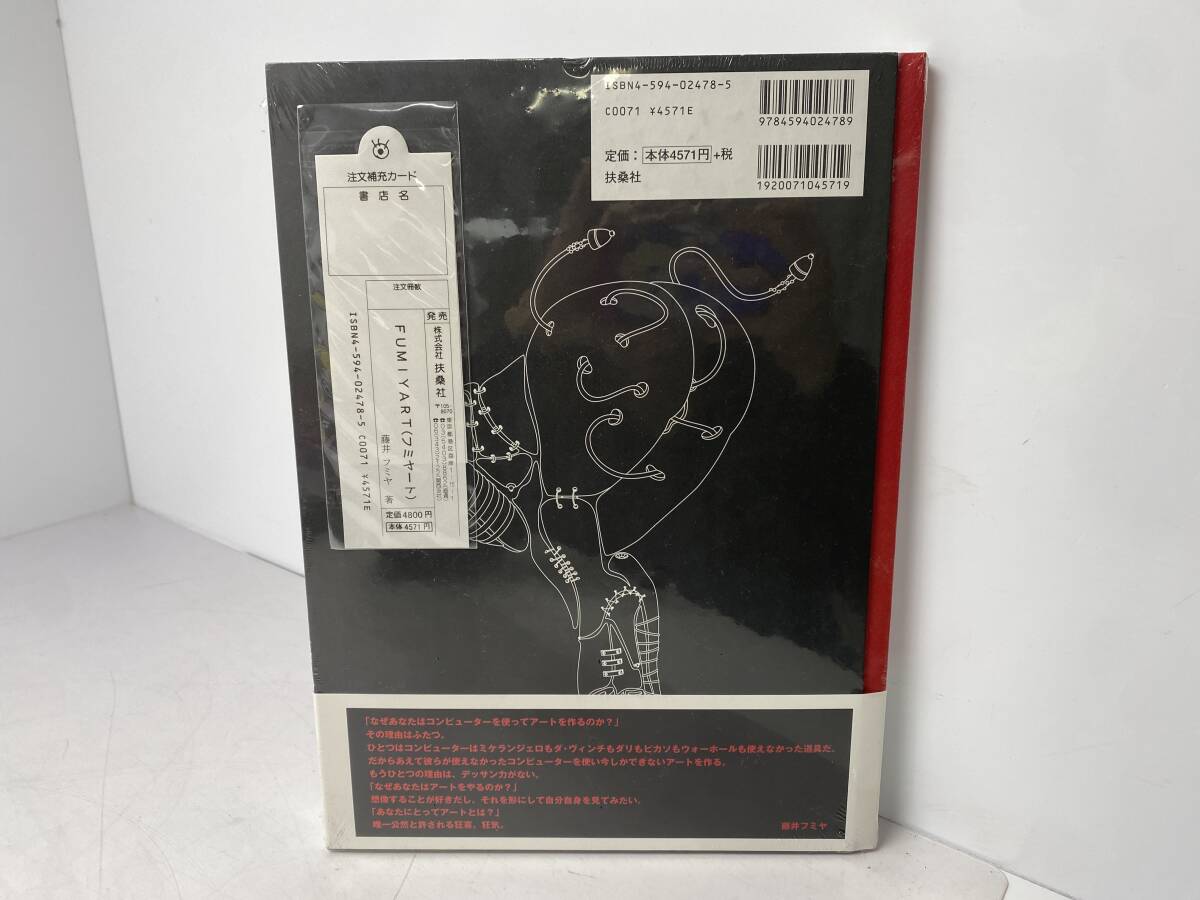 ISBN4-594-02478-5
C0071 ¥4571E
9784594024789
定価：本体4571円+税
扶桑社
1920071045719
注文補充カード
書店名
注文冊数
発売
株式会社 扶桑社
〒105-8070
FUMIYART(フミヤート)
藤井 フミヤ 著
定価4800円
本体4571円
ISBN4-594-02478-5 C0071 ¥4571E
「なぜあなたはコンピューターを使ってアートを作るのか？」
その理由はふたつ。
ひとつはコンピューターはミケランジェロもダ・ヴィンチもダリもピカソもウォーホールも使えなかった道具だ。
だからあえて彼らが使えなかったコンピューターを使い今しかできないアートを作る。
もうひとつの理由は、デッサン力がない。
「なぜあなたはアートをやるのか？」
想像することが好きだし、それを形にして自分自身を見てみたい。
「あなたにとってアートとは？」
唯一公然と許される狂喜、狂気。
藤井フミヤ